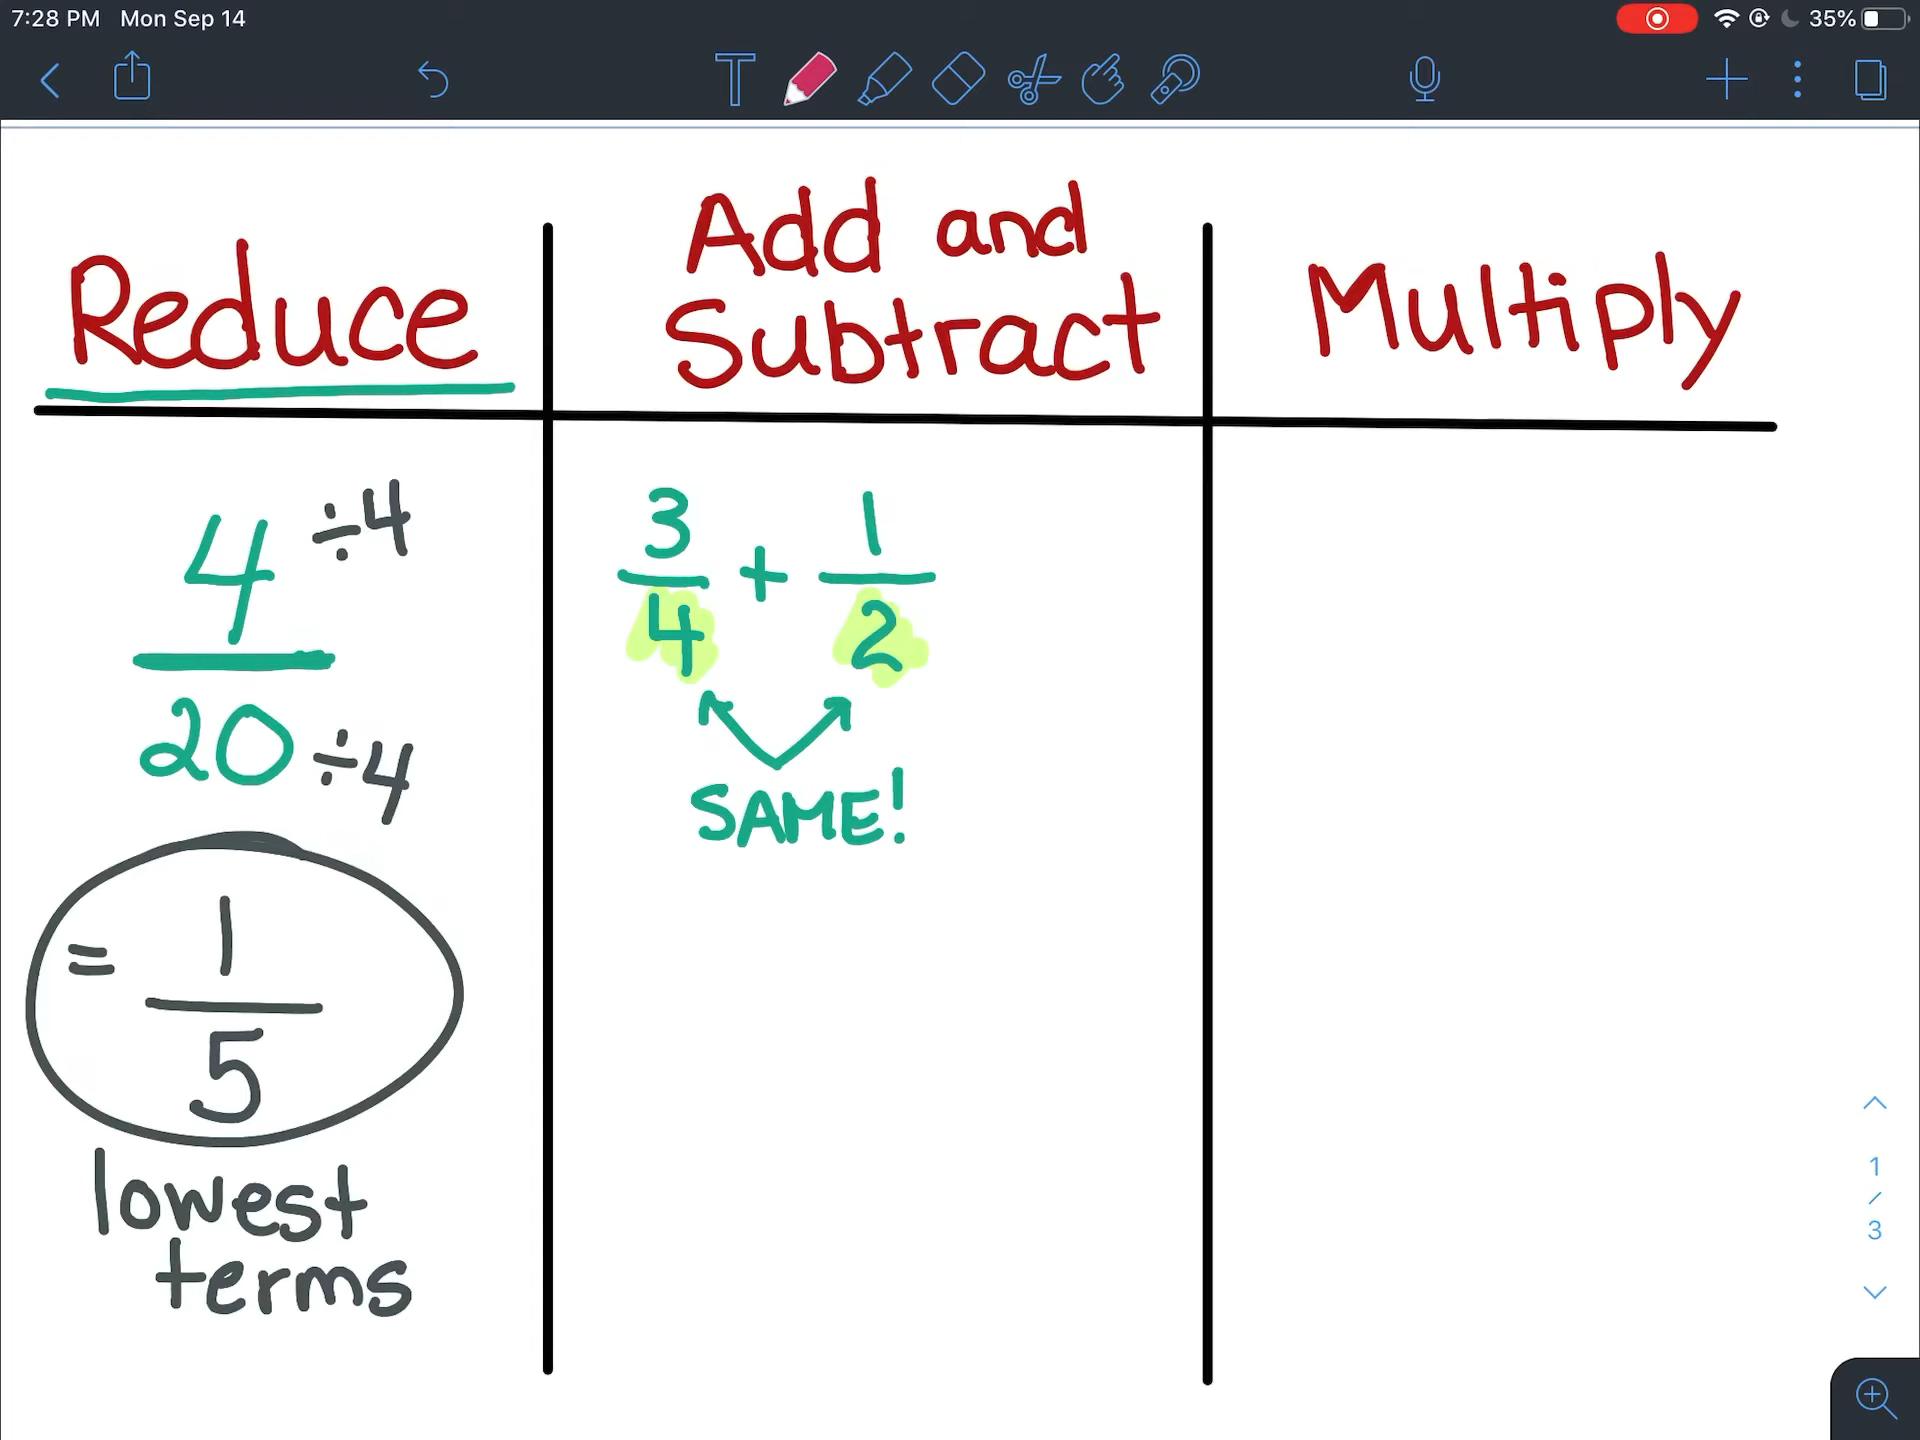 7:28 PM Mon Sep 14
35%
Reduce
Add and
Subtract
Multiply
4 ÷4
20 ÷4
= 1
5
lowest
terms
3 + 1
4 2
SAME!
1
/
3